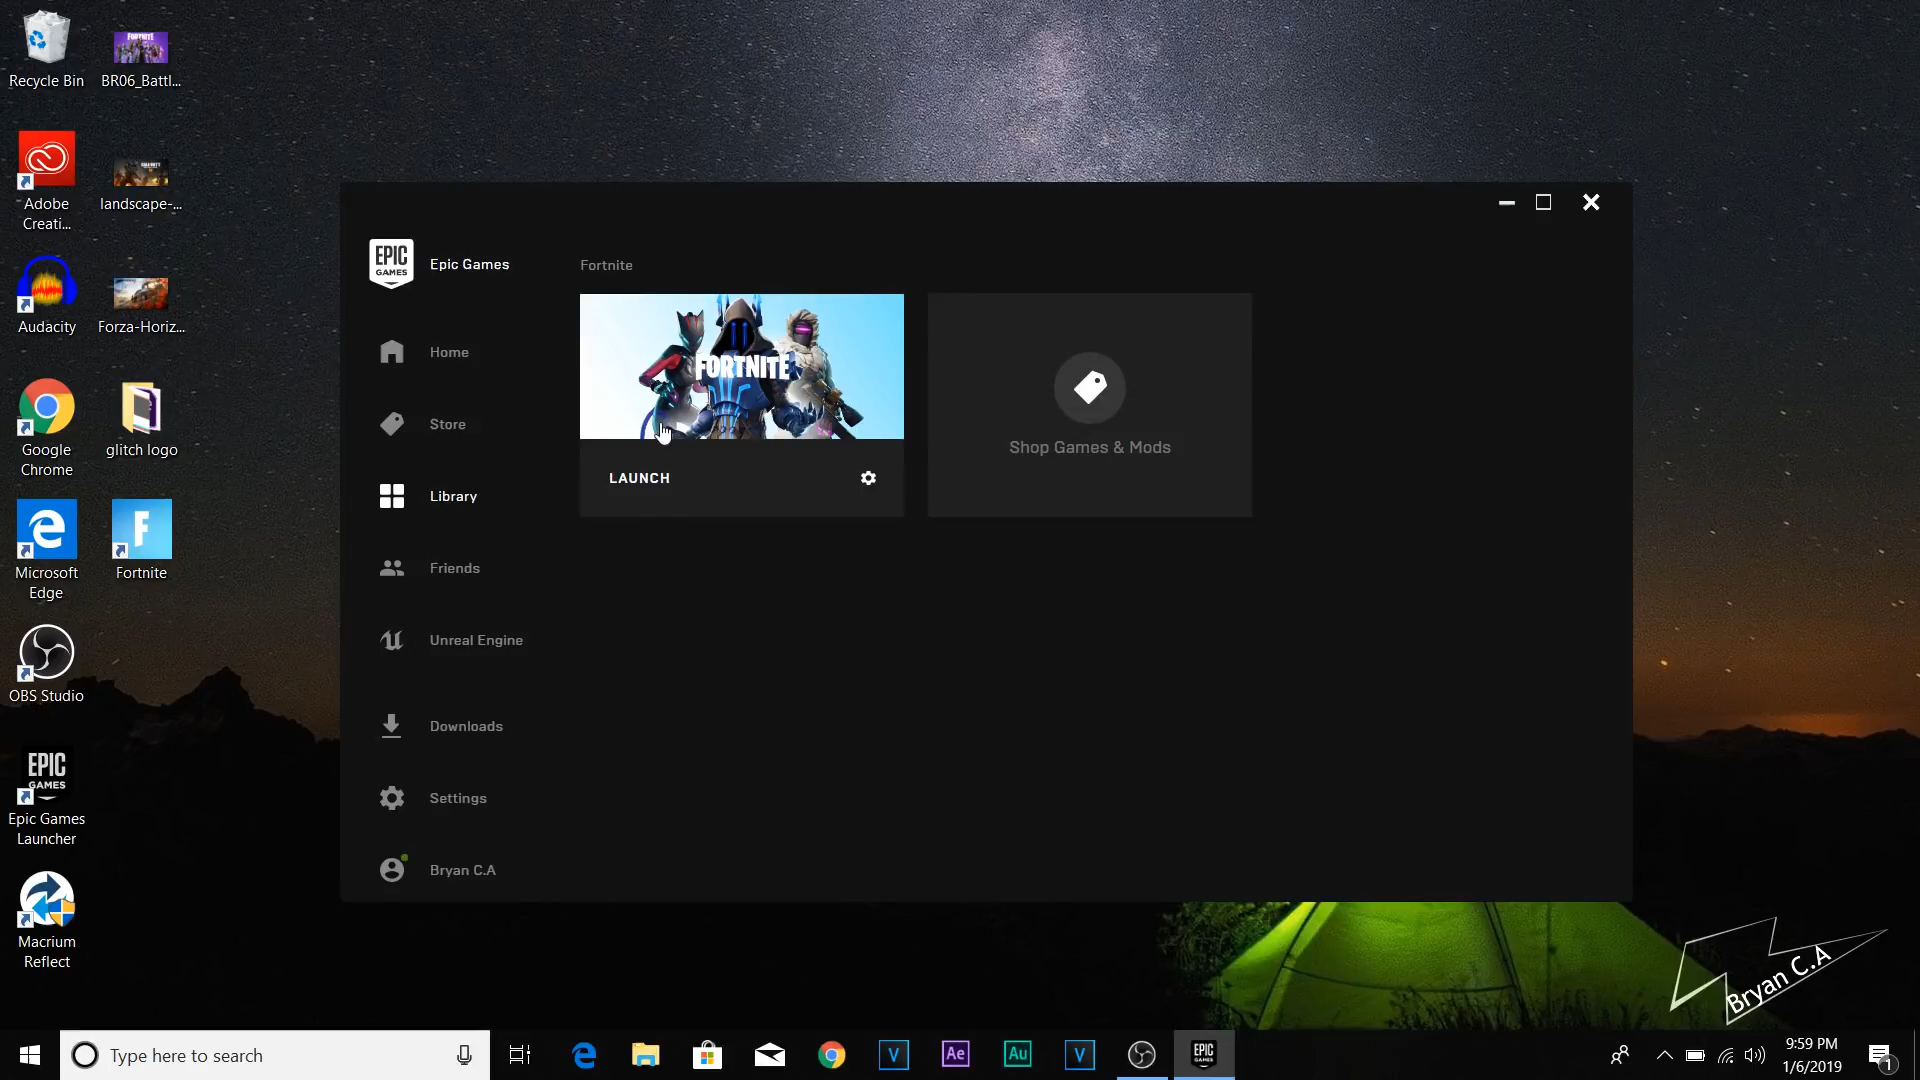 Recycle Bin
BR06_Battl...
Adobe
Creati...
landscape-...
Audacity
Forza-Horiz...
Google
Chrome
glitch logo
Microsoft
Edge
F
Fortnite
OBS Studio
EPIC
GAMES
Epic Games
Launcher
Macrium
Reflect
EPIC
GAMES
Epic Games
Home
Store
Library
Friends
Unreal Engine
Downloads
Settings
Bryan C.A
Fortnite
FORTNITE
LAUNCH
Shop Games & Mods
Bryan C.A
Type here to search
V
Ae
Au
V
EPIC
GAMES
9:59 PM
1/6/2019
1